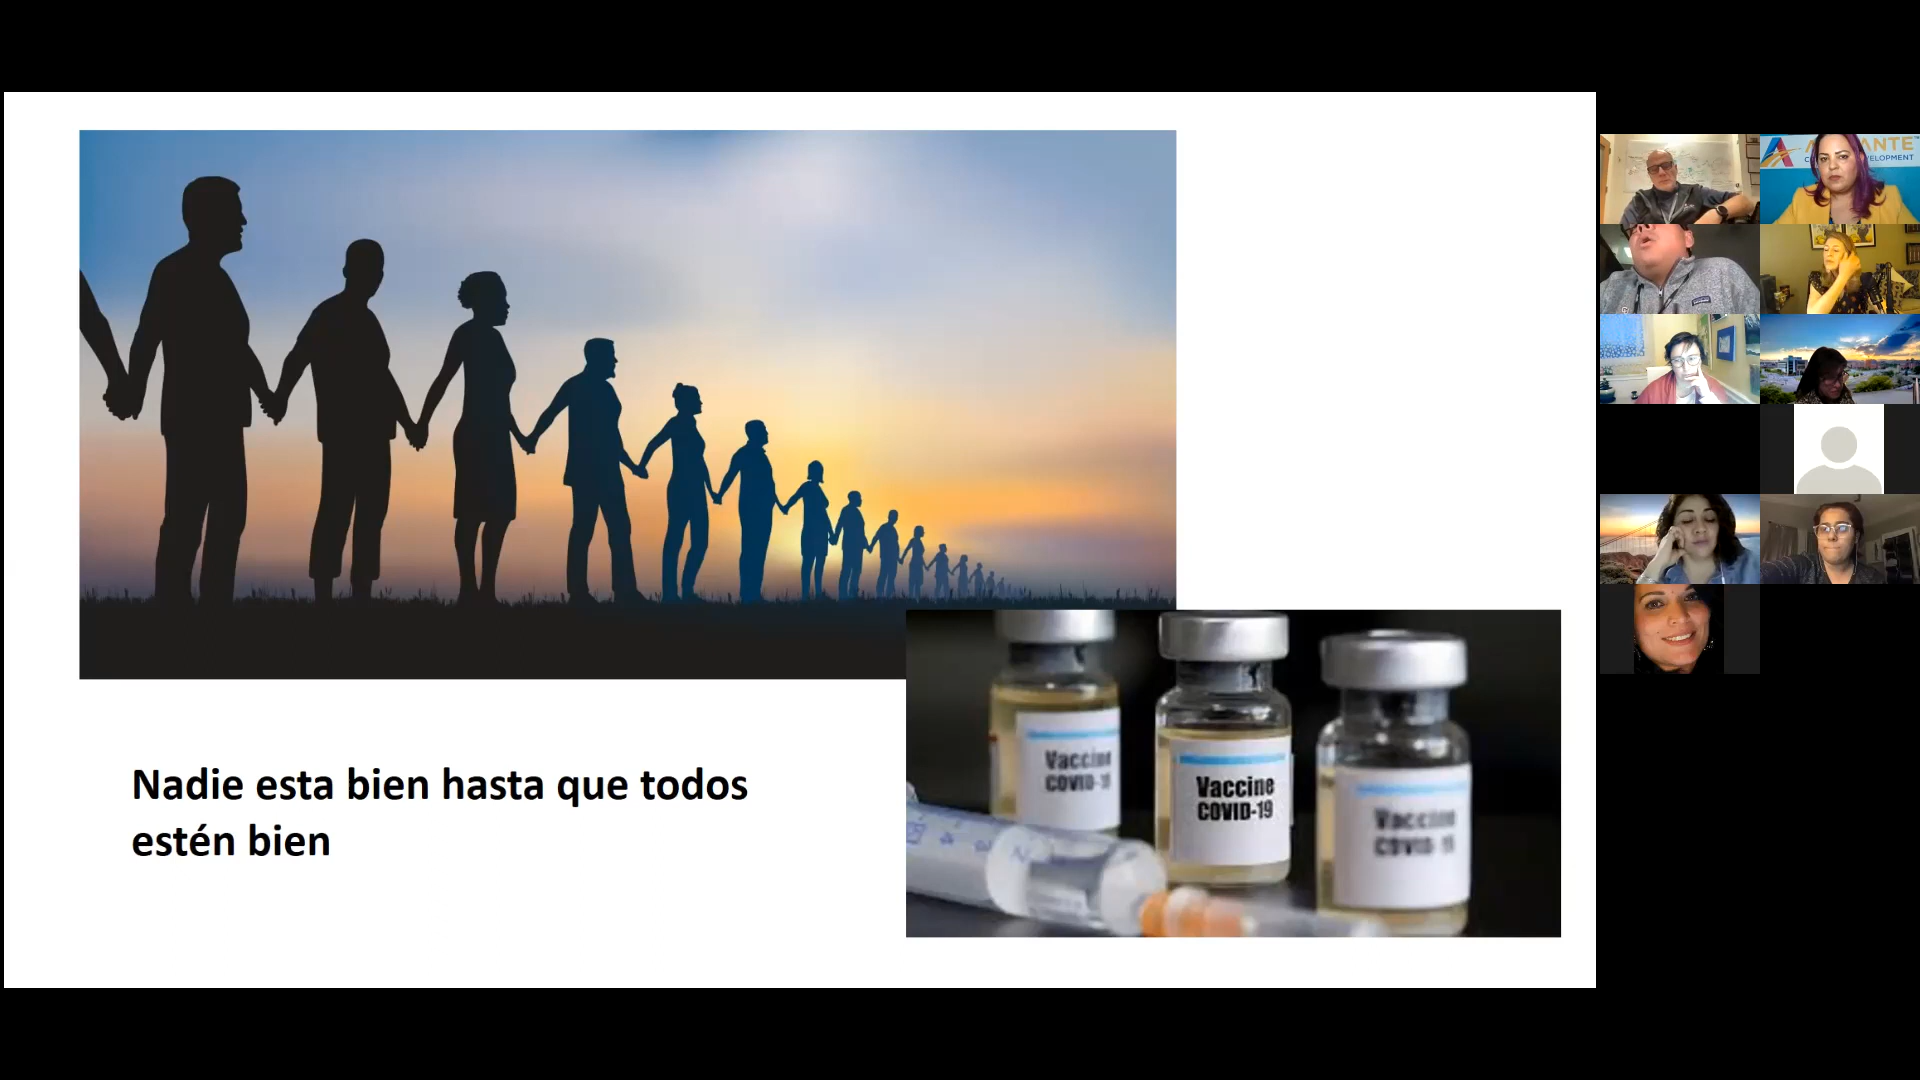 Nadie esta bien hasta que todos
estén bien
Vaccine
COVID-19
Vaccine
COVID-19
Vaccine
COVID-19